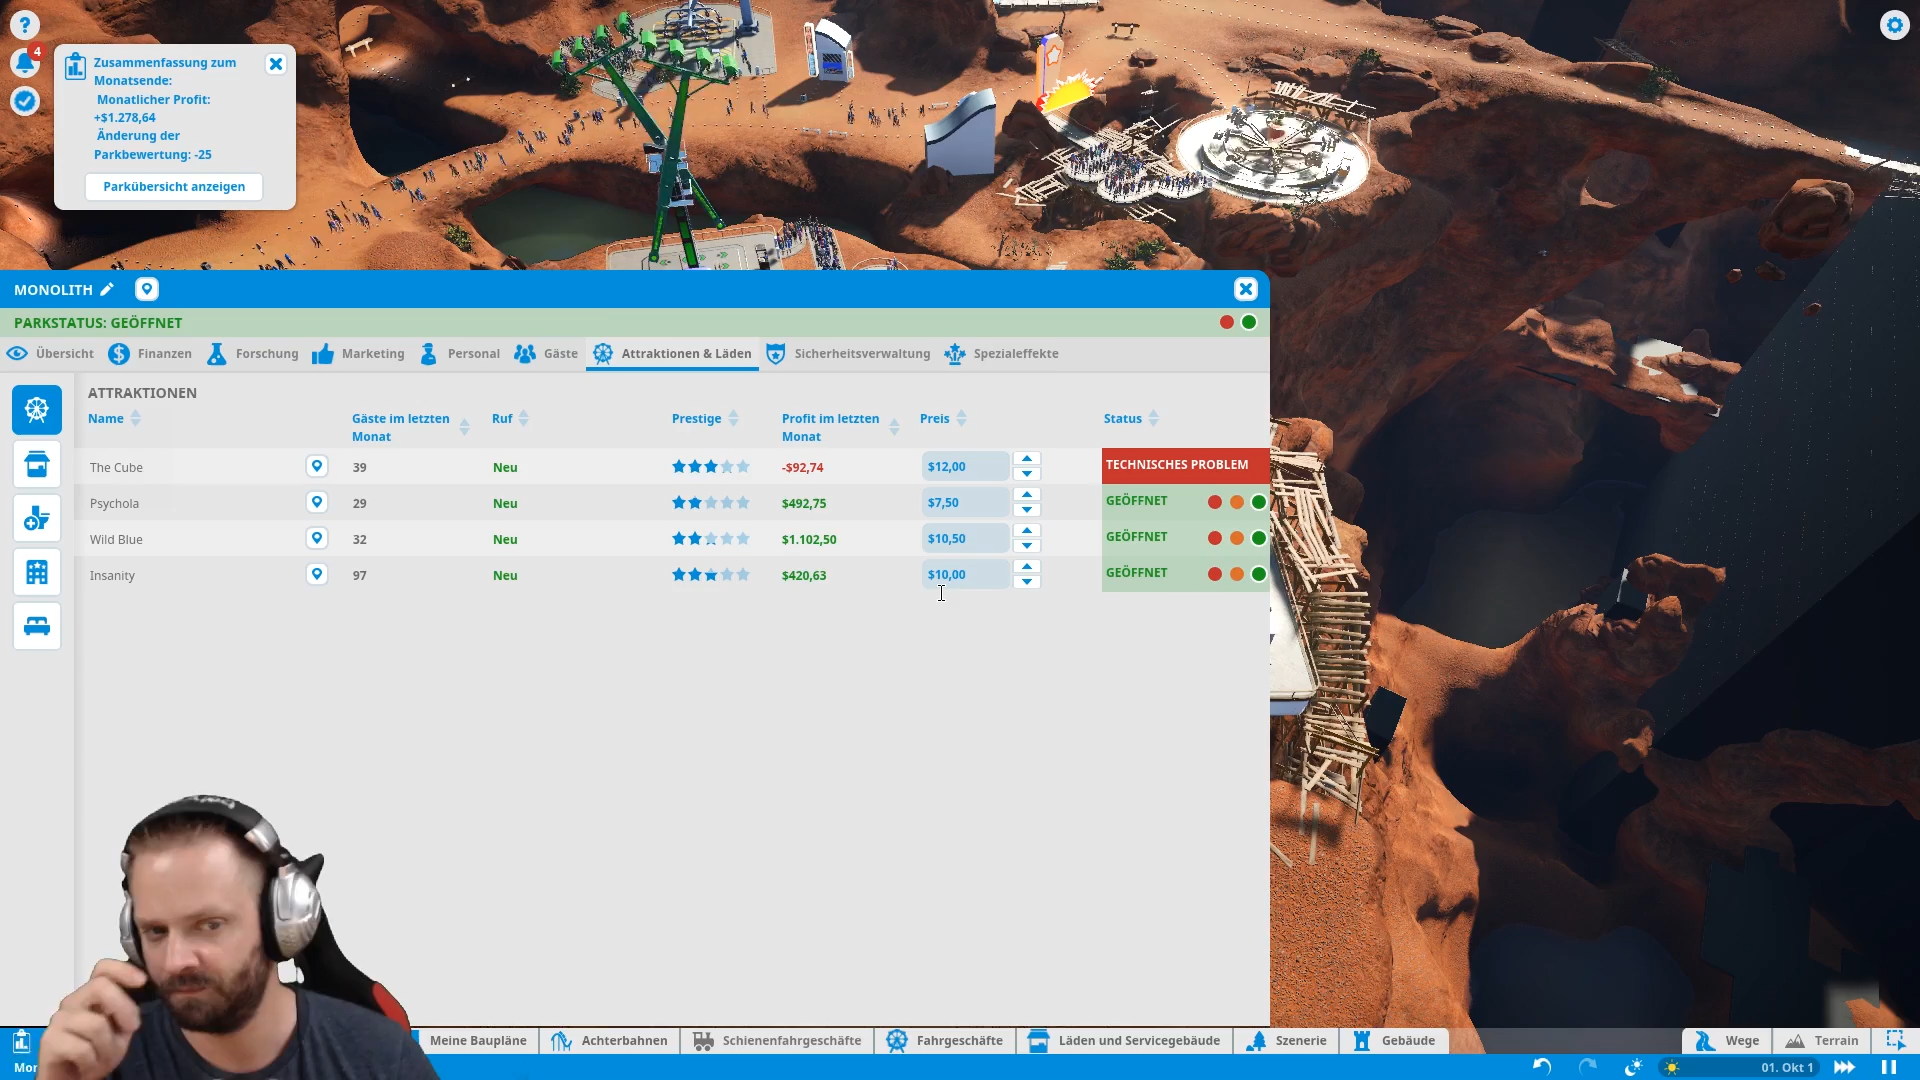 4
Zusammenfassung zum
Monatsende:
Monatlicher Profit:
+$1.278,64
Änderung der
Parkbewertung: -25
Parkübersicht anzeigen
MONOLITH
PARKSTATUS: GEÖFFNET
Übersicht Finanzen Forschung Marketing Personal Gäste Attraktionen & Läden Sicherheitsverwaltung Spezialeffekte
ATTRAKTIONEN
Name Gäste im letzten Monat Ruf Prestige Profit im letzten Monat Preis Status
The Cube 39 Neu -$92,74 $12,00 TECHNISCHES PROBLEM
Psychola 29 Neu $492,75 $7,50 GEÖFFNET
Wild Blue 32 Neu $1.102,50 $10,50 GEÖFFNET
Insanity 97 Neu $420,63 $10,00 GEÖFFNET
Meine Baupläne Achterbahnen Schienenfahrgeschäfte Fahrgeschäfte Läden und Servicegebäude Szenerie Gebäude Wege Terrain
01. Okt 1